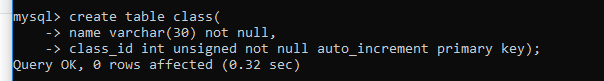 mysql> create table class(
    -> name varchar(30) not null,
    -> class_id int unsigned not null auto_increment primary key);
Query OK, 0 rows affected (0.32 sec)